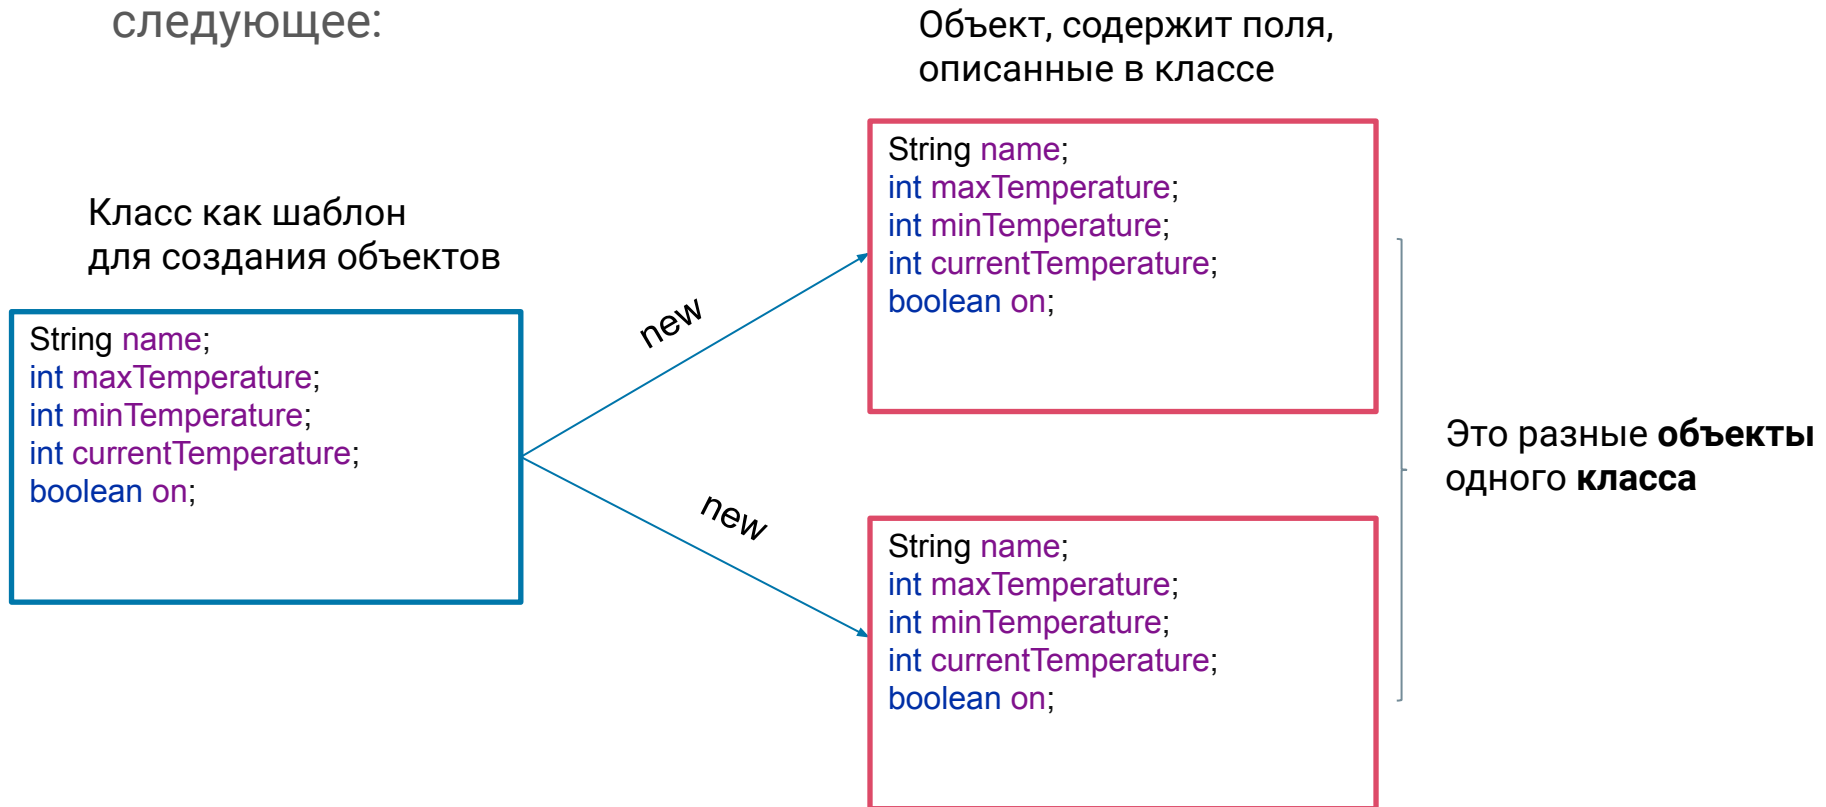 следующее:
Объект, содержит поля,
описанные в классе
Класс как шаблон
для создания объектов
String name;
int maxTemperature;
int minTemperature;
int currentTemperature;
boolean on;
new
new
String name;
int maxTemperature;
int minTemperature;
int currentTemperature;
boolean on;
String name;
int maxTemperature;
int minTemperature;
int currentTemperature;
boolean on;
Это разные объекты
одного класса